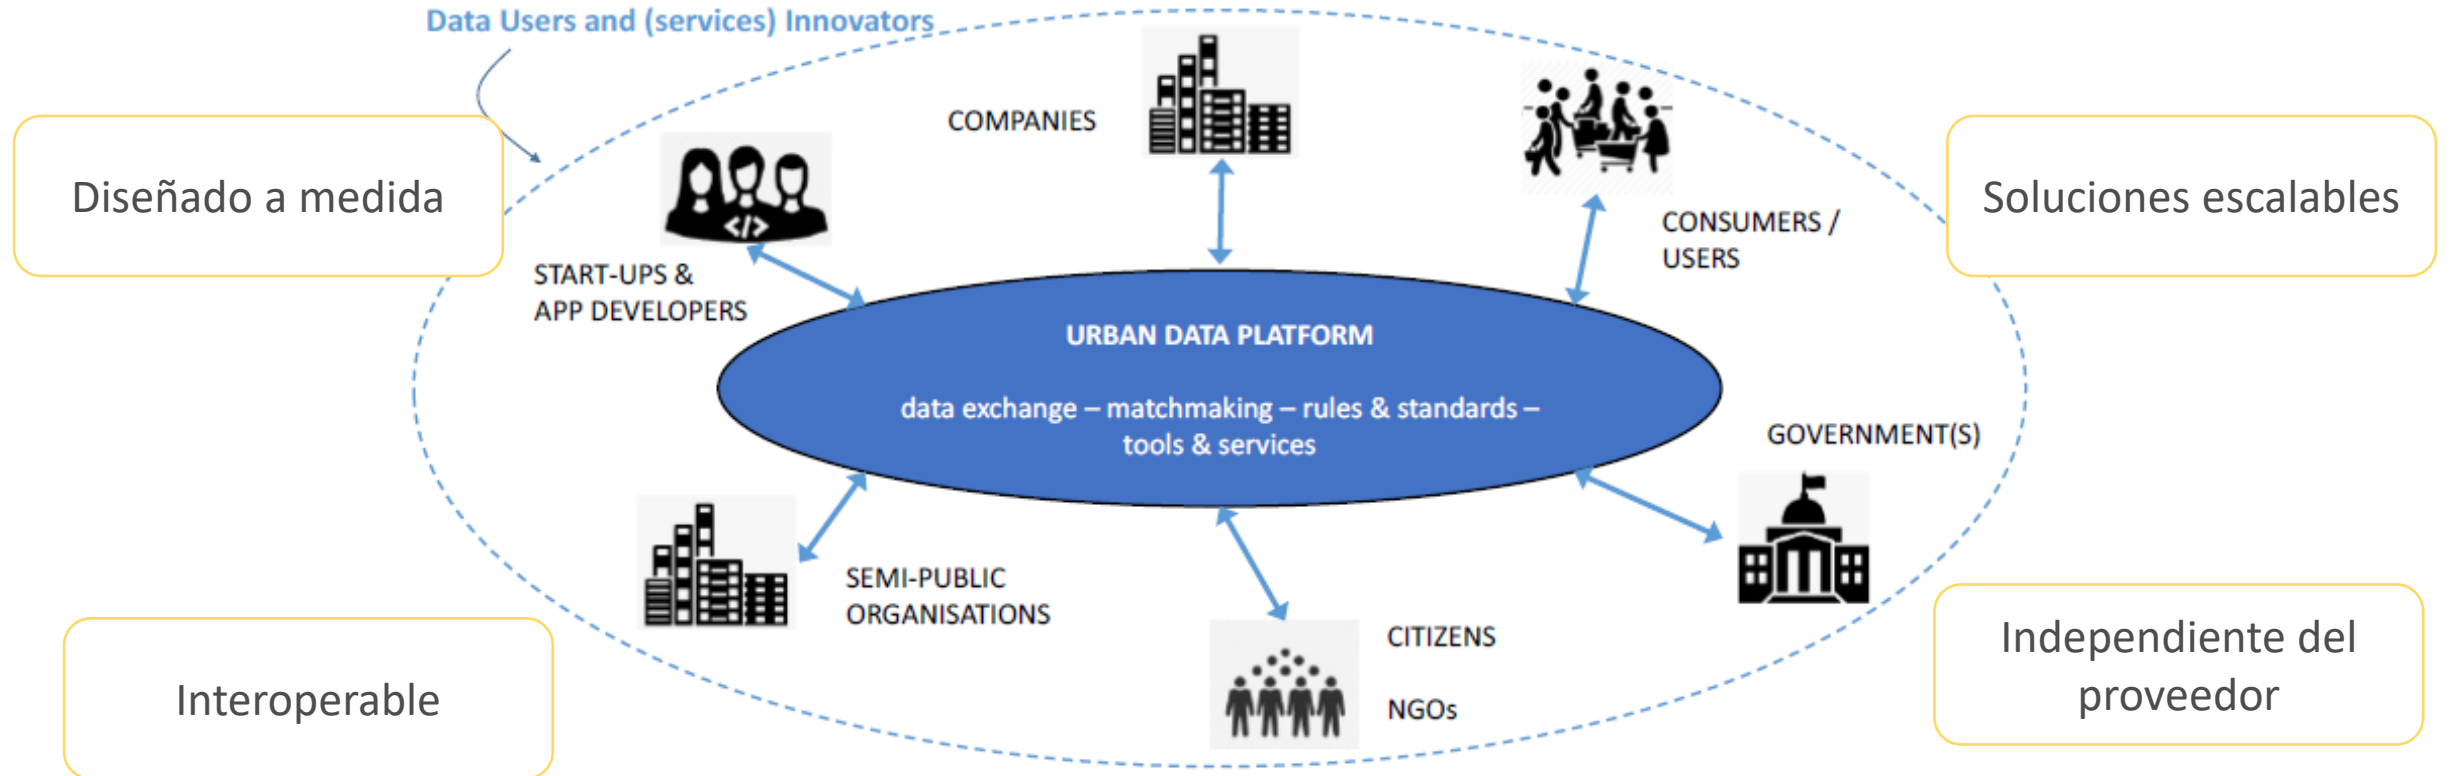 Data Users and (services) Innovators
COMPANIES
Diseñado a medida
Soluciones escalables
CONSUMERS /
USERS
START-UPS &
APP DEVELOPERS
</>
URBAN DATA PLATFORM
data exchange – matchmaking – rules & standards –
tools & services
GOVERNMENT(S)
SEMI-PUBLIC
ORGANISATIONS
CITIZENS
NGOs
Interoperable
Independiente del
proveedor